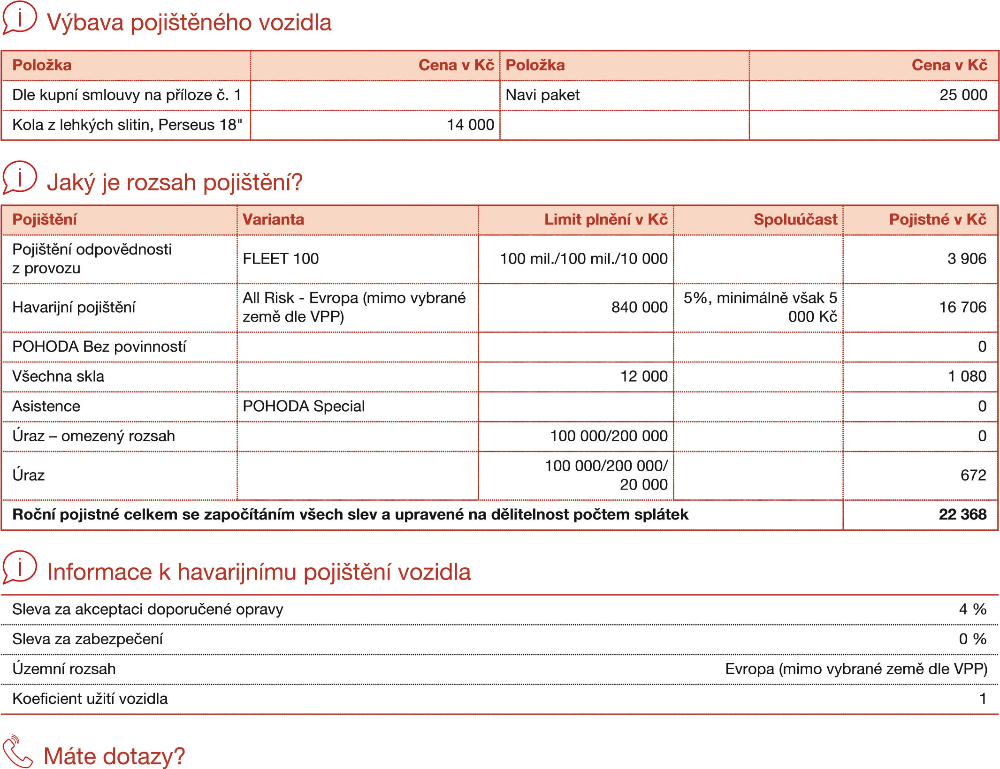 Výbava pojištěného vozidla
Položka Cena v Kč Položka Cena v Kč
Dle kupní smlouvy na příloze č. 1 Navi paket 25 000
Kola z lehkých slitin, Perseus 18" 14 000
Jaký je rozsah pojištění?
Pojištění Varianta Limit plnění v Kč Spoluúčast Pojistné v Kč
Pojištění odpovědnosti
z provozu
FLEET 100 100 mil./100 mil./10 000 3 906
Havarijní pojištění
All Risk - Evropa (mimo vybrané
země dle VPP)
840 000
5%, minimálně však 5
000 Kč
16 706
POHODA Bez povinností 0
Všechna skla 12 000 1 080
Asistence POHODA Special 0
Úraz – omezený rozsah 100 000/200 000 0
Úraz
100 000/200 000/
20 000
672
Roční pojistné celkem se započítáním všech slev a upravené na dělitelnost počtem splátek 22 368
Informace k havarijnímu pojištění vozidla
Sleva za akceptaci doporučené opravy 4 %
Sleva za zabezpečení 0 %
Územní rozsah Evropa (mimo vybrané země dle VPP)
Koeficient užití vozidla 1
Máte dotazy?